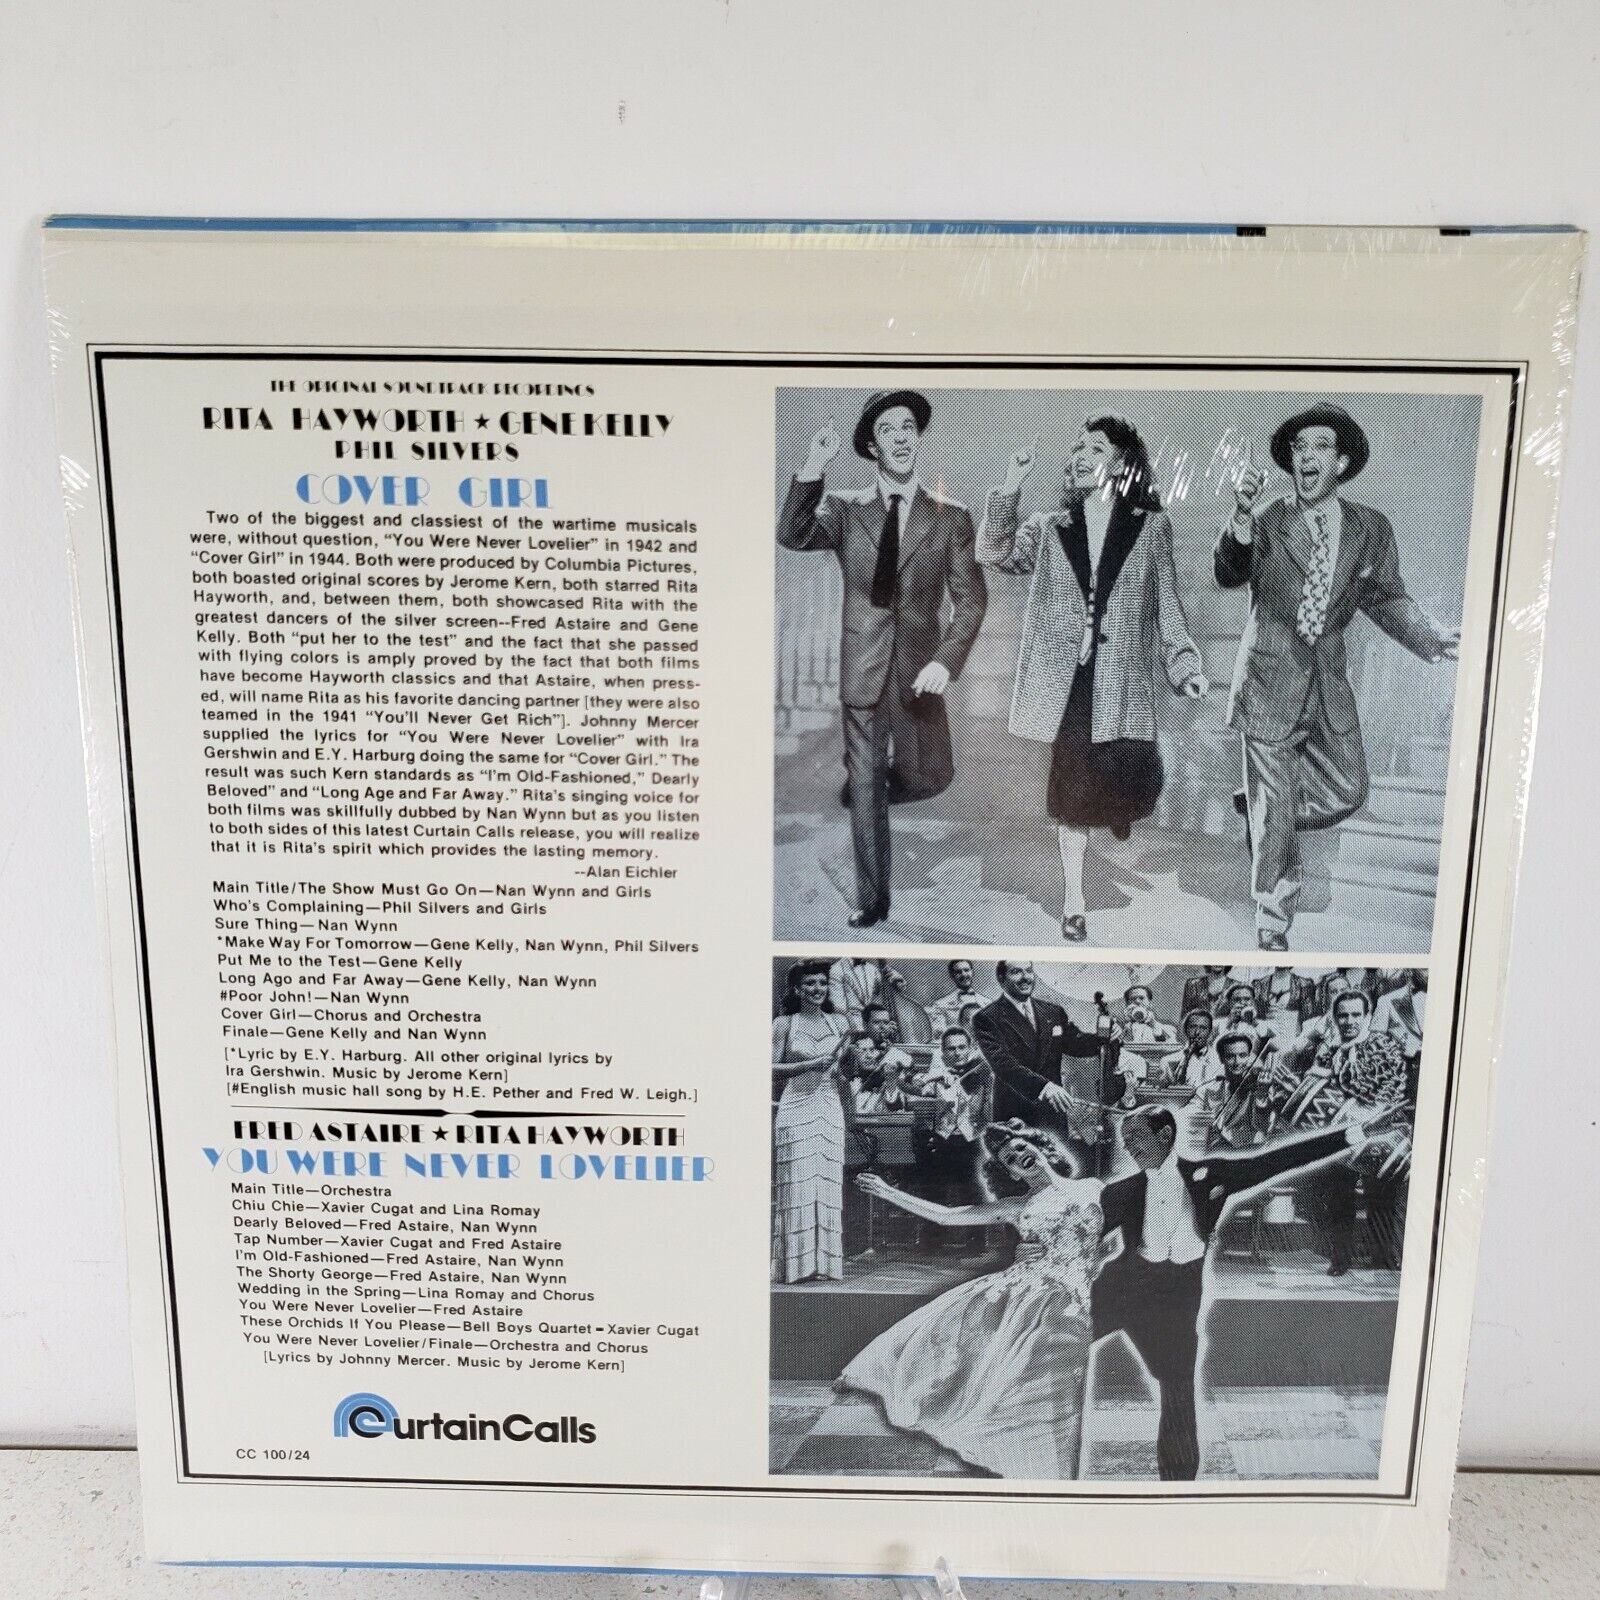 THE ORIGINAL SOUNDTRACK RECORDINGS
RITA HAYWORTH ★ GENE KELLY
PHIL SILVERS
COVER GIRL
Two of the biggest and classiest of the wartime musicals
were, without question, "You Were Never Lovelier" in 1942 and
"Cover Girl" in 1944. Both were produced by Columbia Pictures,
both boasted original scores by Jerome Kern, both starred Rita
Hayworth, and, between them, both showcased Rita with the
greatest dancers of the silver screen--Fred Astaire and Gene
Kelly. Both "put her to the test" and the fact that she passed
with flying colors is amply proved by the fact that both films
have become Hayworth classics and that Astaire, when press-
ed, will name Rita as his favorite dancing partner [they were also
teamed in the 1941 "You'll Never Get Rich"]. Johnny Mercer
supplied the lyrics for "You Were Never Lovelier" with Ira
Gershwin and E.Y. Harburg doing the same for "Cover Girl." The
result was such Kern standards as "I'm Old-Fashioned," Dearly
Beloved" and "Long Age and Far Away." Rita's singing voice for
both films was skillfully dubbed by Nan Wynn but as you listen
to both sides of this latest Curtain Calls release, you will realize
that it is Rita's spirit which provides the lasting memory.
--Alan Eichler
Main Title/The Show Must Go On—Nan Wynn and Girls
Who's Complaining—Phil Silvers and Girls
Sure Thing—Nan Wynn
*Make Way For Tomorrow—Gene Kelly, Nan Wynn, Phil Silvers
Put Me to the Test—Gene Kelly
Long Ago and Far Away—Gene Kelly, Nan Wynn
#Poor John!—Nan Wynn
Cover Girl—Chorus and Orchestra
Finale—Gene Kelly and Nan Wynn
[*Lyric by E.Y. Harburg. All other original lyrics by
Ira Gershwin. Music by Jerome Kern]
[#English music hall song by H.E. Pether and Fred W. Leigh.]
FRED ASTAIRE ★ RITA HAYWORTH
YOU WERE NEVER LOVELIER
Main Title—Orchestra
Chiu Chie—Xavier Cugat and Lina Romay
Dearly Beloved—Fred Astaire, Nan Wynn
Tap Number—Xavier Cugat and Fred Astaire
I'm Old-Fashioned—Fred Astaire, Nan Wynn
The Shorty George—Fred Astaire, Nan Wynn
Wedding in the Spring—Lina Romay and Chorus
You Were Never Lovelier—Fred Astaire
These Orchids If You Please—Bell Boys Quartet - Xavier Cugat
You Were Never Lovelier/Finale—Orchestra and Chorus
[Lyrics by Johnny Mercer. Music by Jerome Kern]
CurtainCalls
CC 100/24